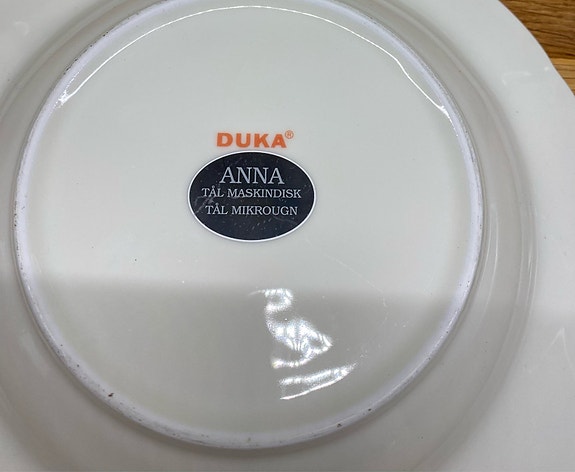 DUKA®
ANNA
TÅL MASKINDISK
TÅL MIKROUGN